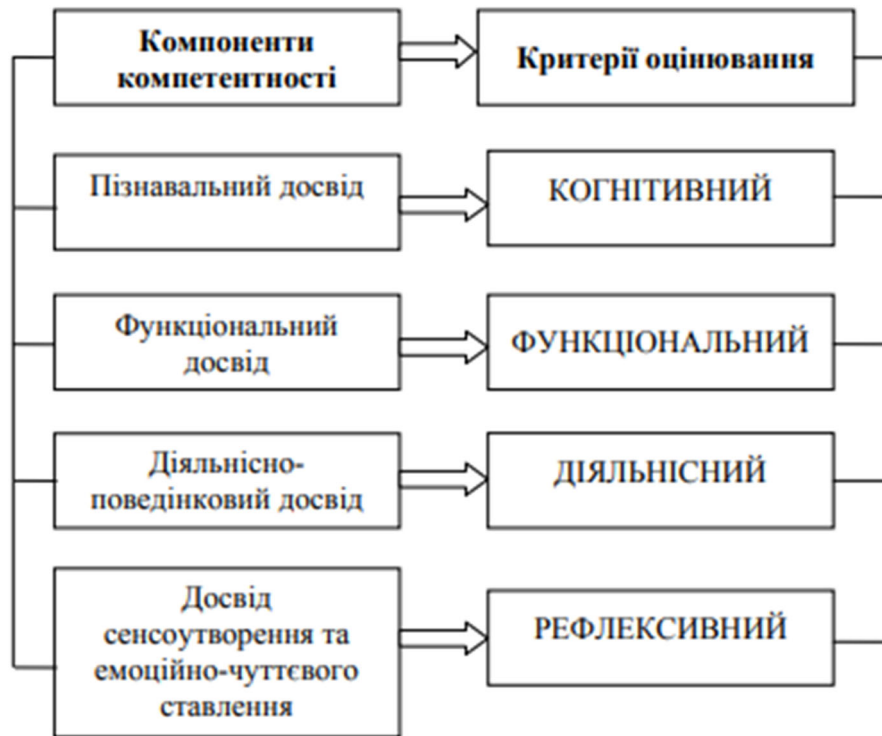 Компоненти
компетентності
Критерії оцінювання
Пізнавальний досвід
КОГНІТИВНИЙ
Функціональний
досвід
ФУНКЦІОНАЛЬНИЙ
Діяльнісно-
поведінковий досвід
ДІЯЛЬНІСНИЙ
Досвід
сенсоутворення та
емоційно-чуттєвого
ставлення
РЕФЛЕКСИВНИЙ